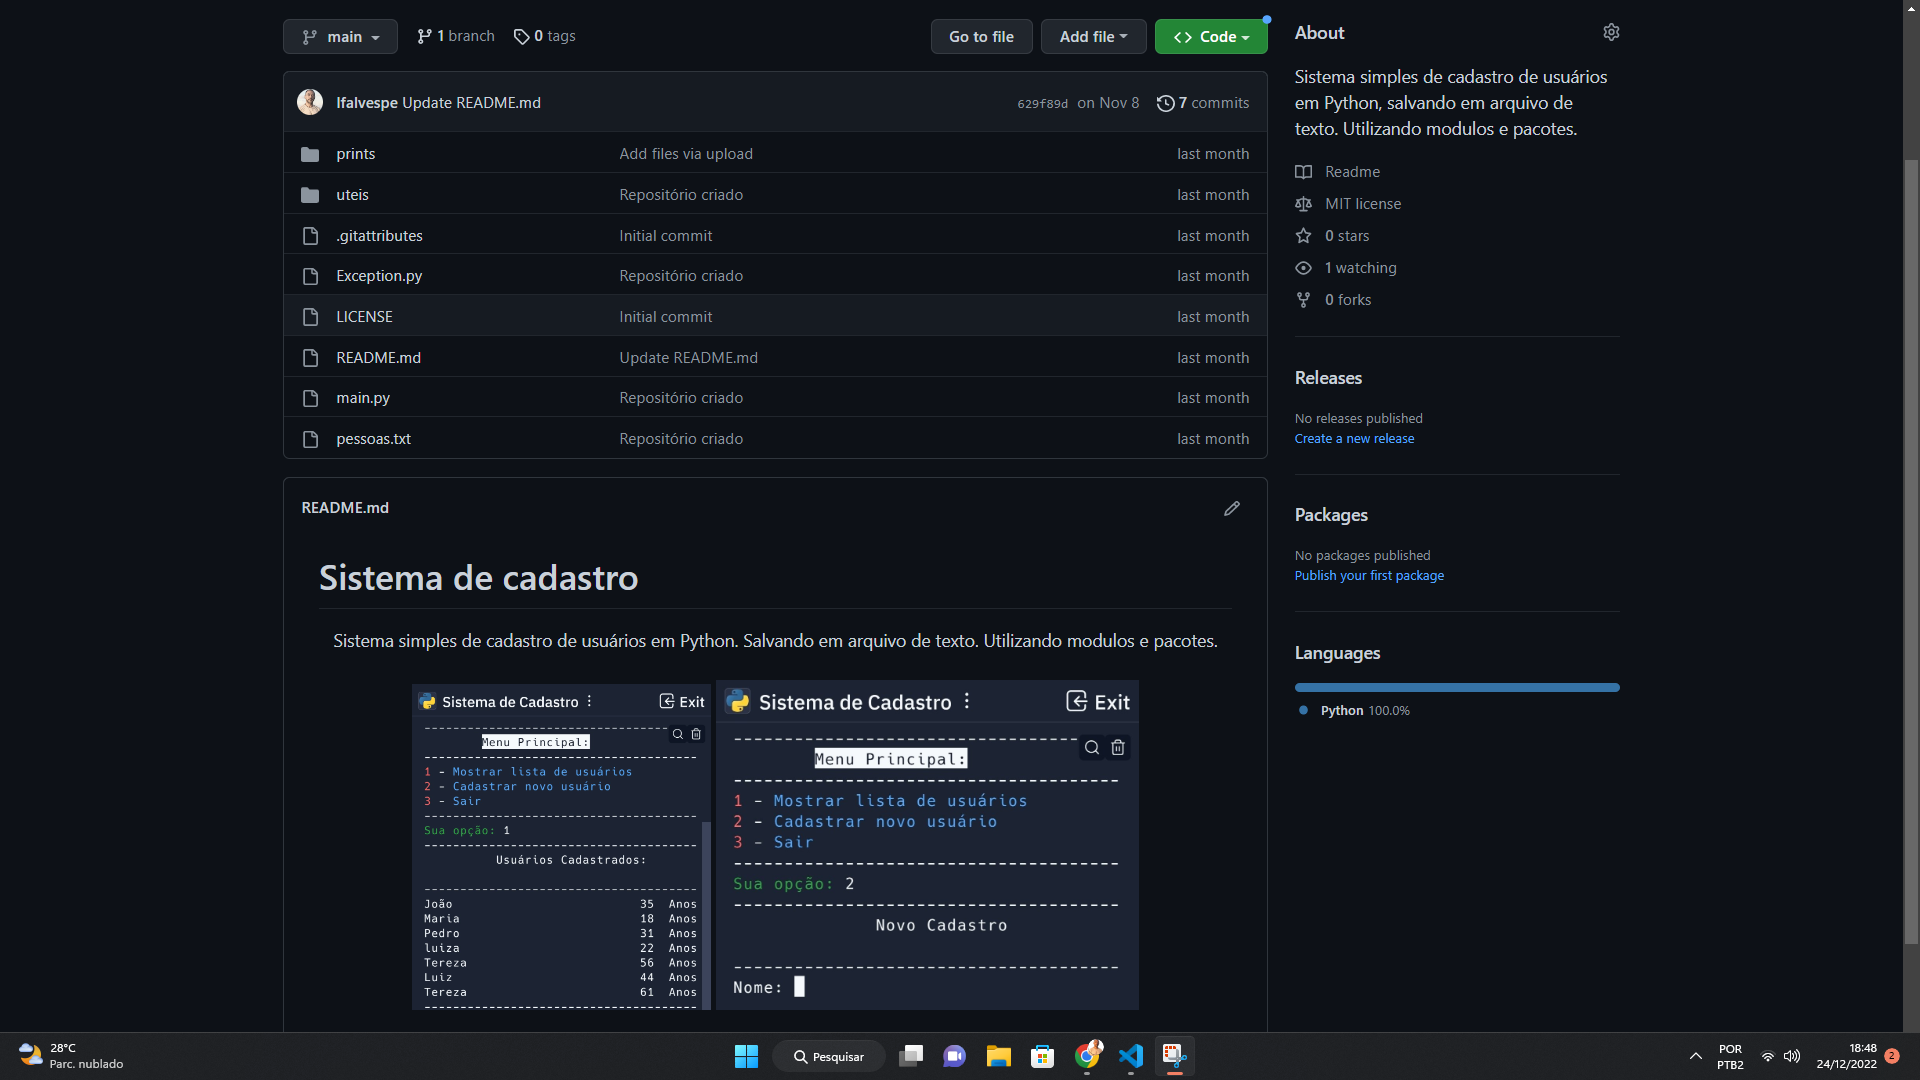 main
1 branch
0 tags
Go to file
Add file
Code
lfalvespe Update README.md
629f89d on Nov 8
7 commits
prints
Add files via upload
last month
uteis
Repositório criado
last month
.gitattributes
Initial commit
last month
Exception.py
Repositório criado
last month
LICENSE
Initial commit
last month
README.md
Update README.md
last month
main.py
Repositório criado
last month
pessoas.txt
Repositório criado
last month
README.md
Sistema de cadastro
Sistema simples de cadastro de usuários em Python. Salvando em arquivo de texto. Utilizando modulos e pacotes.
Sistema de Cadastro
Exit
----------------------------------
Menu Principal:
--------------------------------------
1 - Mostrar lista de usuários
2 - Cadastrar novo usuário
3 - Sair
--------------------------------------
Sua opção: 1
--------------------------------------
Usuários Cadastrados:
--------------------------------------
João 35 Anos
Maria 18 Anos
Pedro 31 Anos
luiza 22 Anos
Tereza 56 Anos
Luiz 44 Anos
Tereza 61 Anos
--------------------------------------
Sistema de Cadastro
Exit
----------------------------------
Menu Principal:
--------------------------------------
1 - Mostrar lista de usuários
2 - Cadastrar novo usuário
3 - Sair
--------------------------------------
Sua opção: 2
--------------------------------------
Novo Cadastro
--------------------------------------
Nome:
About
Sistema simples de cadastro de usuários
em Python, salvando em arquivo de
texto. Utilizando modulos e pacotes.
Readme
MIT license
0 stars
1 watching
0 forks
Releases
No releases published
Create a new release
Packages
No packages published
Publish your first package
Languages
Python 100.0%
28°C
Parc. nublado
Pesquisar
POR
PTB2
18:48
24/12/2022
2